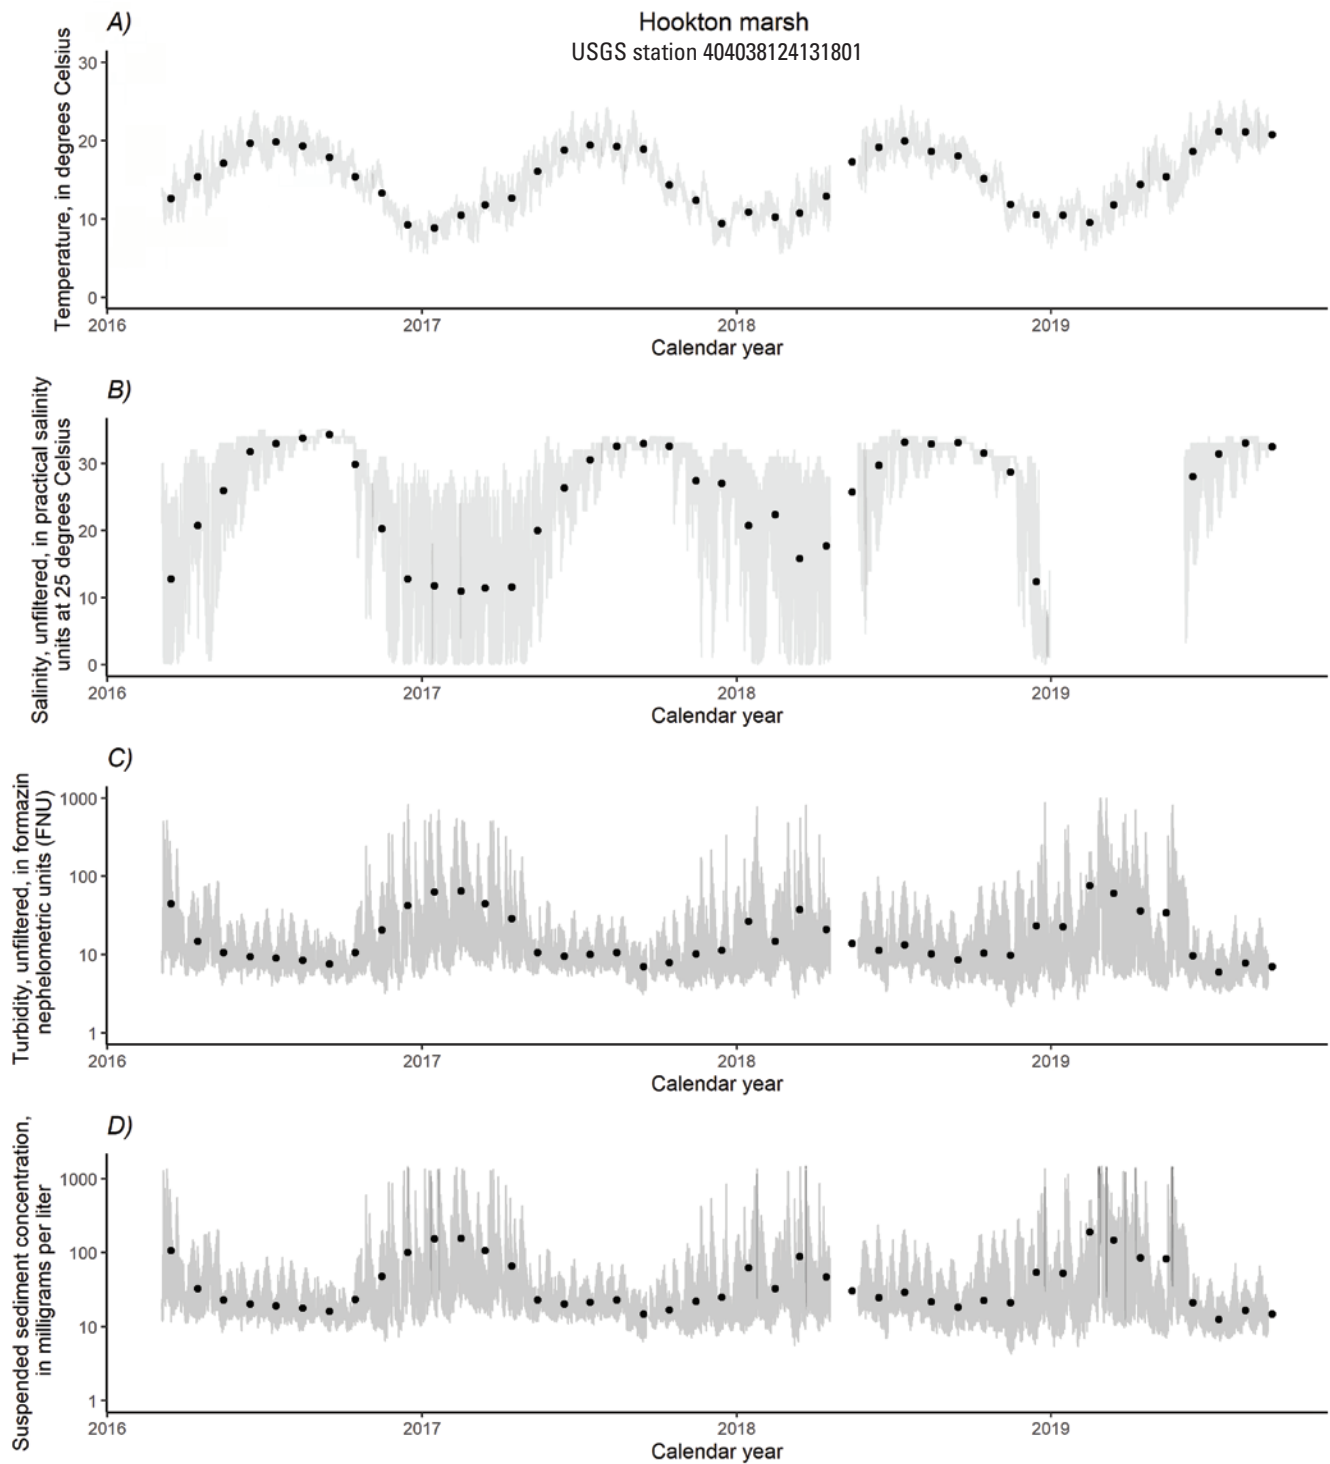 A)
Hookton marsh
USGS station 404038124131801
Temperature, in degrees Celsius
30
20
10
0
2016
2017
2018
2019
Calendar year
B)
Salinity, unfiltered, in practical salinity
units at 25 degrees Celsius
30
20
10
0
2016
2017
2018
2019
Calendar year
C)
Turbidity, unfiltered, in formazin
nephelometric units (FNU)
1000
100
10
1
2016
2017
2018
2019
Calendar year
D)
Suspended sediment concentration,
in milligrams per liter
1000
100
10
1
2016
2017
2018
2019
Calendar year